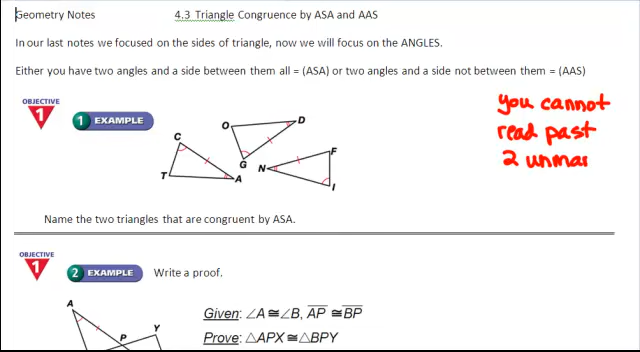 Geometry Notes 4.3 Triangle Congruence by ASA and AAS
In our last notes we focused on the sides of triangle, now we will focus on the ANGLES.
Either you have two angles and a side between them all = (ASA) or two angles and a side not between them = (AAS)
OBJECTIVE
1
1 EXAMPLE
you cannot
read past
2 unmar
C
T
A
O
D
G
N
F
I
Name the two triangles that are congruent by ASA.
OBJECTIVE
1
2 EXAMPLE Write a proof.
A
P
Y
Given: ∠A ≅ ∠B, AP ≅ BP
Prove: △APX ≅ △BPY